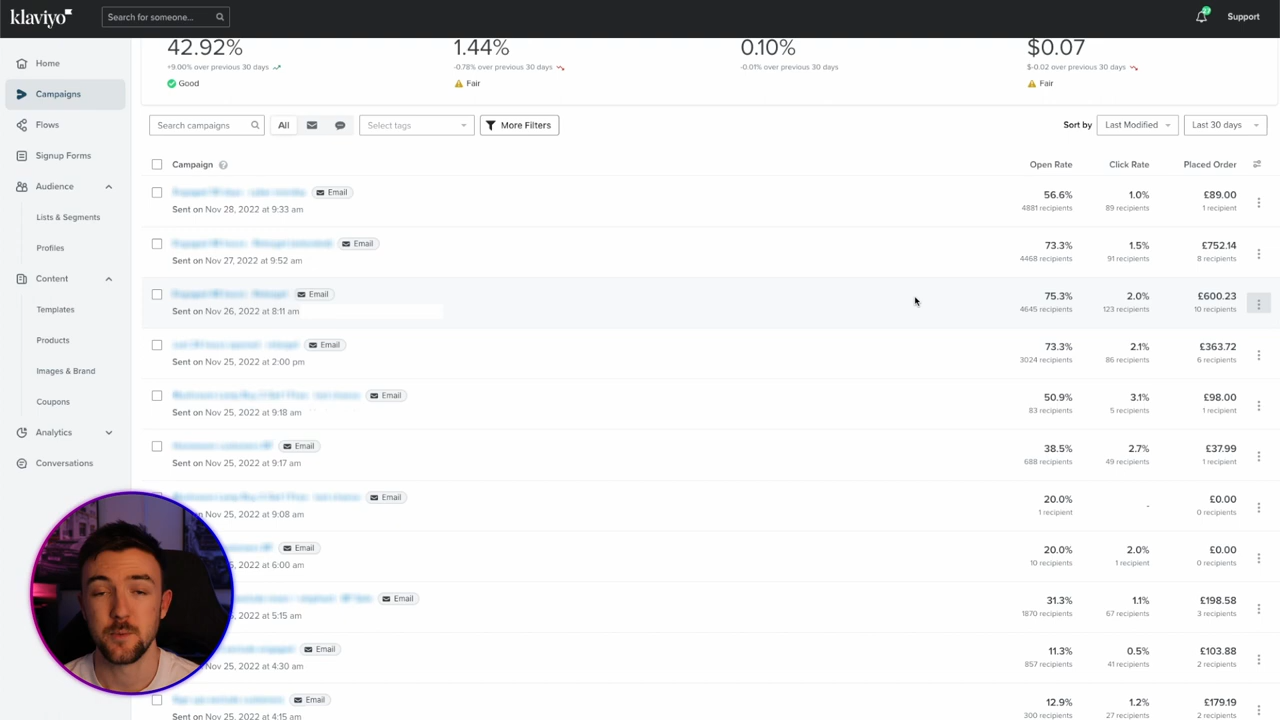 klaviyo
Search for someone...
27
Support
Home
Campaigns
Flows
Signup Forms
Audience
Lists & Segments
Profiles
Content
Templates
Products
Images & Brand
Coupons
Analytics
Conversations
42.92% 1.44% 0.10% $0.07
+9.00% over previous 30 days -0.78% over previous 30 days -0.01% over previous 30 days $-0.02 over previous 30 days
Good Fair Fair
Search campaigns All Select tags More Filters Sort by Last Modified Last 30 days
Campaign ? Open Rate Click Rate Placed Order
Email 56.6% 1.0% £89.00
Sent on Nov 28, 2022 at 9:33 am 4881 recipients 89 recipients 1 recipient
Email 73.3% 1.5% £752.14
Sent on Nov 27, 2022 at 9:52 am 4468 recipients 91 recipients 8 recipients
Email 75.3% 2.0% £600.23
Sent on Nov 26, 2022 at 8:11 am 4645 recipients 123 recipients 10 recipients
Email 73.3% 2.1% £363.72
Sent on Nov 25, 2022 at 2:00 pm 3024 recipients 86 recipients 6 recipients
Email 50.9% 3.1% £98.00
Sent on Nov 25, 2022 at 9:18 am 83 recipients 5 recipients 1 recipient
Email 38.5% 2.7% £37.99
Sent on Nov 25, 2022 at 9:17 am 688 recipients 49 recipients 1 recipient
Email 20.0% - £0.00
Sent on Nov 25, 2022 at 9:08 am 1 recipient 0 recipients
Email 20.0% 2.0% £0.00
, 2022 at 6:00 am 10 recipients 1 recipient 0 recipients
Email 31.3% 1.1% £198.58
, 2022 at 5:15 am 1870 recipients 67 recipients 3 recipients
Email 11.3% 0.5% £103.88
Nov 25, 2022 at 4:30 am 857 recipients 41 recipients 2 recipients
Email 12.9% 1.2% £179.19
Sent on Nov 25, 2022 at 4:15 am 300 recipients 27 recipients 2 recipients